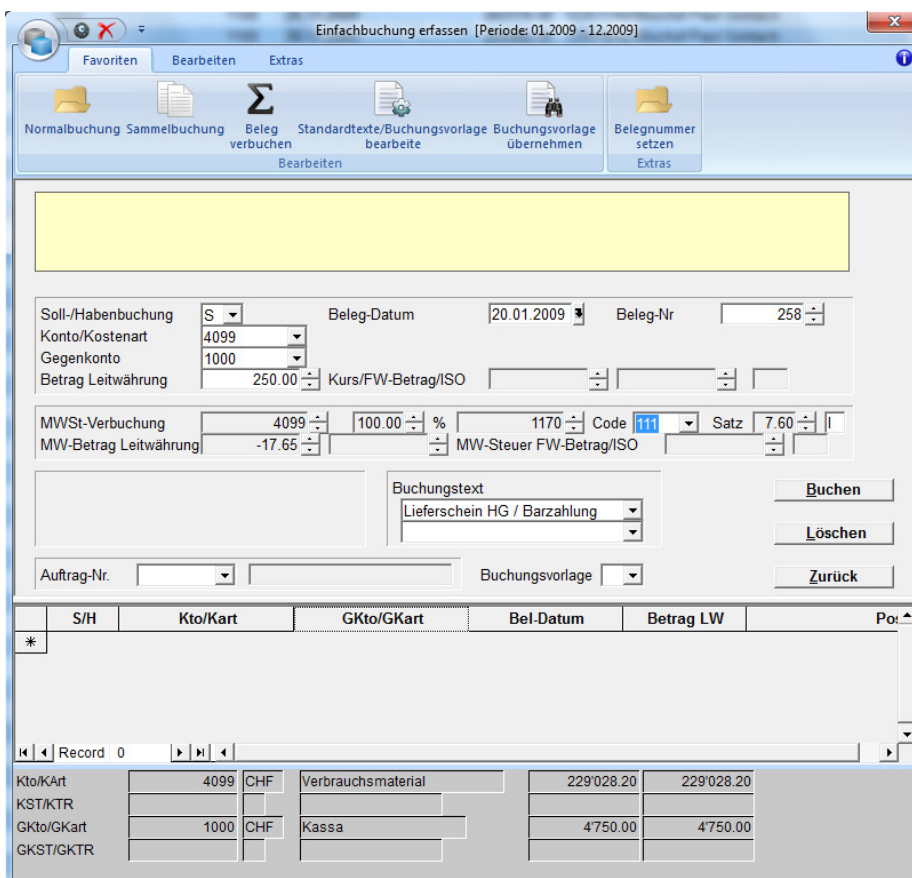 Einfachbuchung erfassen [Periode: 01.2009 - 12.2009]
Favoriten Bearbeiten Extras
Normalbuchung Sammelbuchung Beleg verbuchen Standardtexte/Buchungsvorlage bearbeite Buchungsvorlage übernehmen Belegnummer setzen
Bearbeiten Extras
Soll-/Habenbuchung S Beleg-Datum 20.01.2009 Beleg-Nr 258
Konto/Kostenart 4099
Gegenkonto 1000
Betrag Leitwährung 250.00 Kurs/FW-Betrag/ISO
MWSt-Verbuchung 4099 100.00 % 1170 Code 111 Satz 7.60 I
MW-Betrag Leitwährung -17.65 MW-Steuer FW-Betrag/ISO
Buchungstext
Lieferschein HG / Barzahlung
Buchen
Löschen
Auftrag-Nr. Buchungsvorlage Zurück
S/H Kto/Kart GKto/GKart Bel-Datum Betrag LW Pos
Record 0
Kto/KArt 4099 CHF Verbrauchsmaterial 229'028.20 229'028.20
KST/KTR
GKto/GKart 1000 CHF Kassa 4'750.00 4'750.00
GKST/GKTR